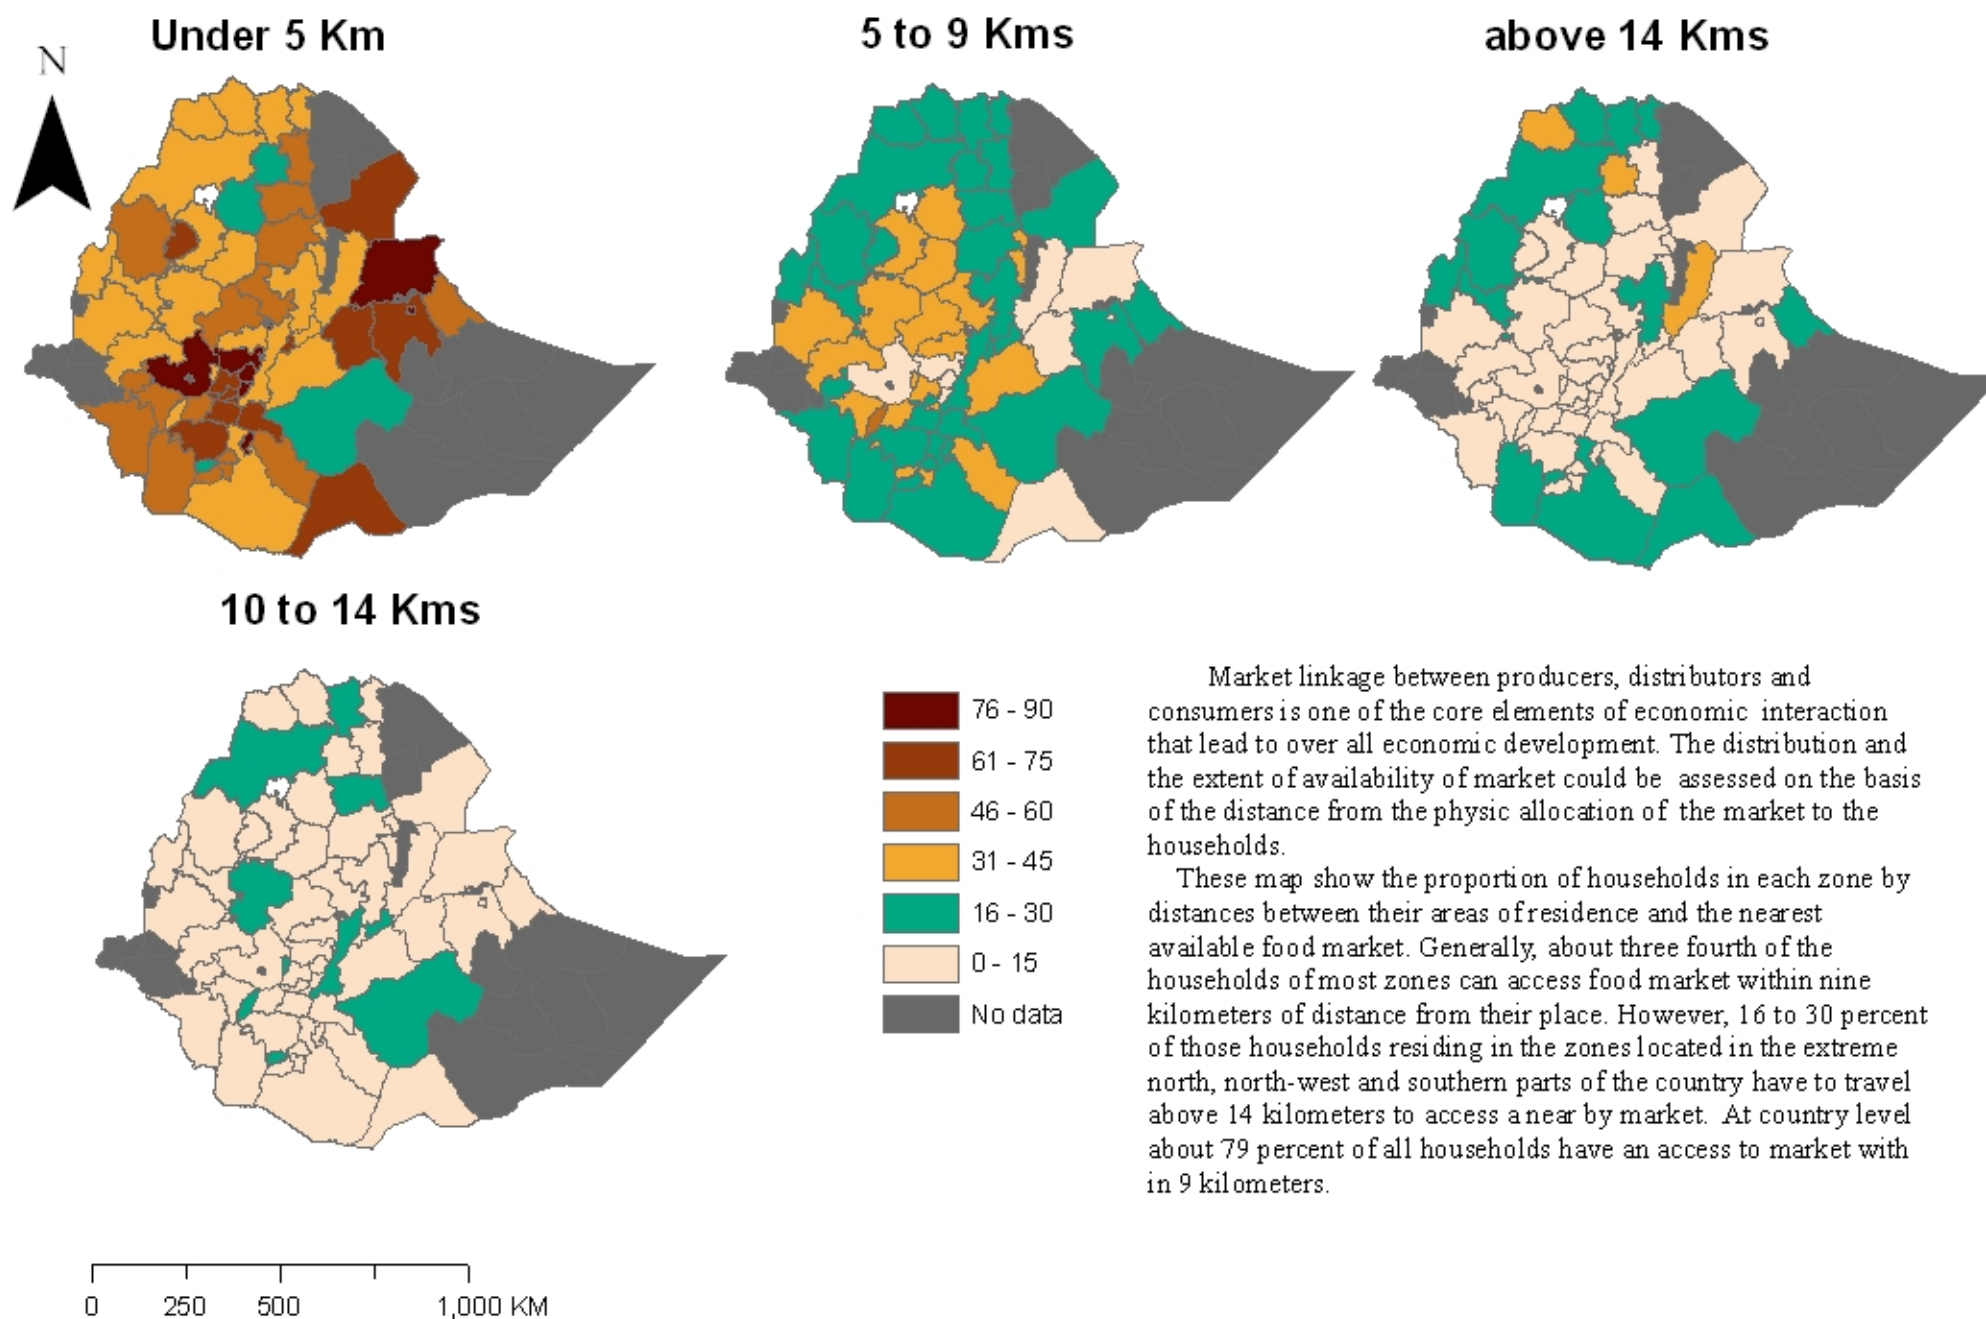 Under 5 Km
5 to 9 Kms
above 14 Kms
N
10 to 14 Kms
76 - 90
61 - 75
46 - 60
31 - 45
16 - 30
0 - 15
No data
Market linkage between producers, distributors and
consumers is one of the core elements of economic interaction
that lead to over all economic development. The distribution and
the extent of availability of market could be assessed on the basis
of the distance from the physic allocation of the market to the
households.
These map show the proportion of households in each zone by
distances between their areas of residence and the nearest
available food market. Generally, about three fourth of the
households of most zones can access food market within nine
kilometers of distance from their place. However, 16 to 30 percent
of those households residing in the zones located in the extreme
north, north-west and southern parts of the country have to travel
above 14 kilometers to access a near by market. At country level
about 79 percent of all households have an access to market with
in 9 kilometers.
0 250 500 1,000 KM